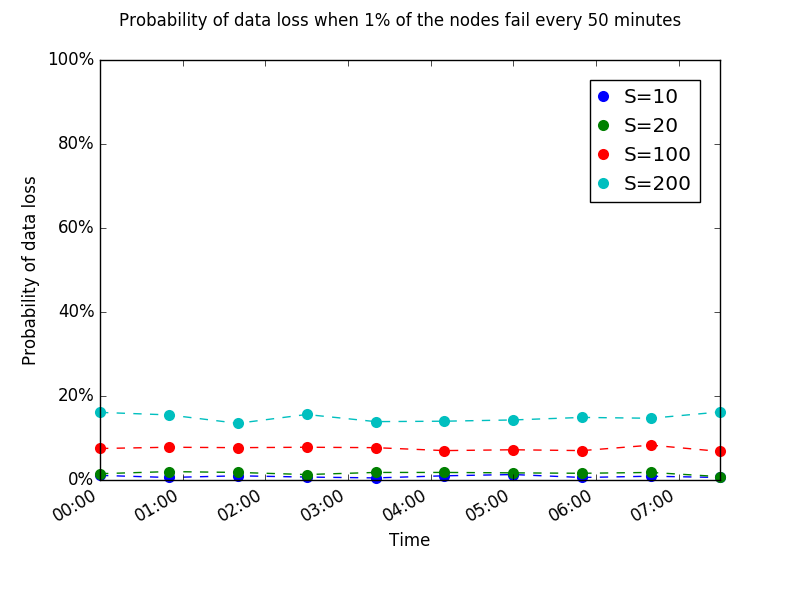 Probability of data loss when 1% of the nodes fail every 50 minutes
100%
80%
60%
40%
20%
0%
Probability of data loss
S=10
S=20
S=100
S=200
00:00
01:00
02:00
03:00
04:00
05:00
06:00
07:00
Time